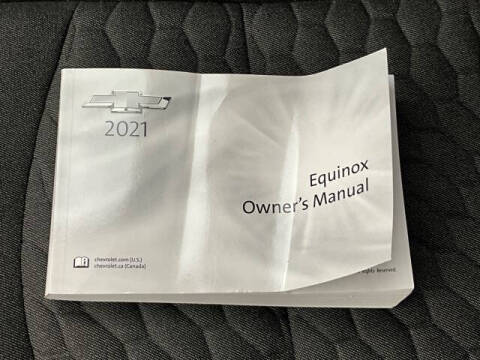 2021
Equinox
Owner's Manual
chevrolet.com (U.S.)
chevrolet.ca (Canada)
Rights Reserved.